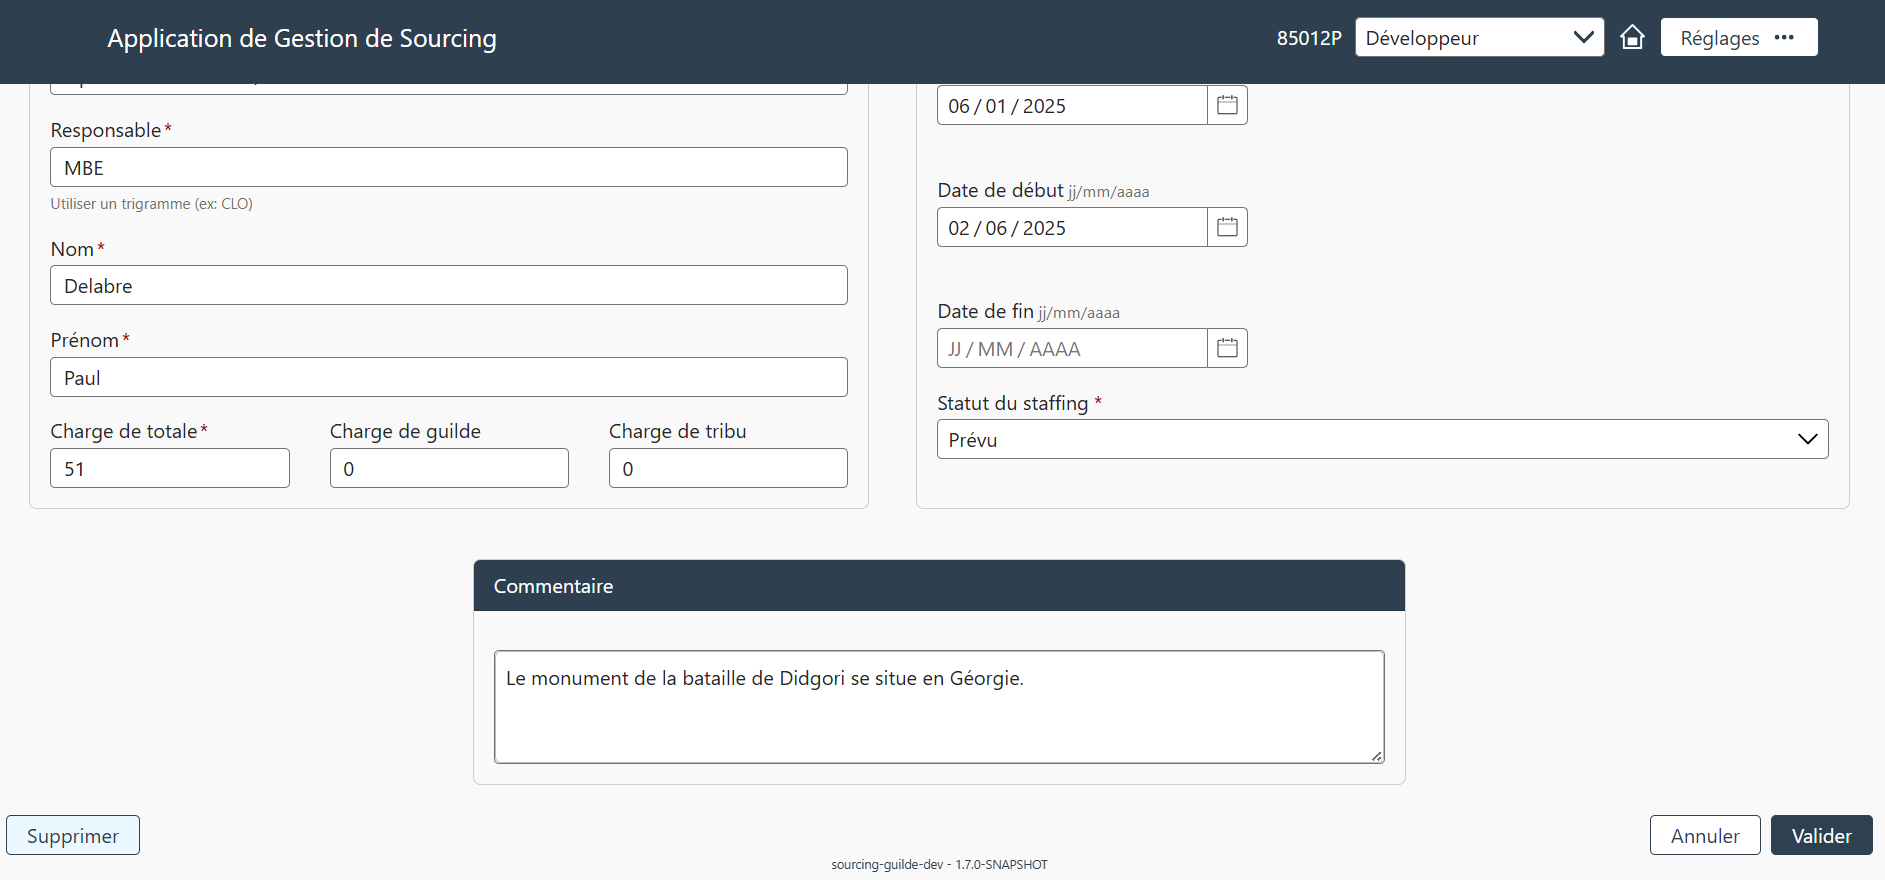 Application de Gestion de Sourcing
85012P
Développeur
Réglages
Responsable*
MBE
Utiliser un trigramme (ex: CLO)
Nom*
Delabre
Prénom*
Paul
Charge de totale* Charge de guilde Charge de tribu
51 0 0
06 / 01 / 2025
Date de début jj/mm/aaaa
02 / 06 / 2025
Date de fin jj/mm/aaaa
JJ / MM / AAAA
Statut du staffing *
Prévu
Commentaire
Le monument de la bataille de Didgori se situe en Géorgie.
Supprimer
Annuler
Valider
sourcing-guilde-dev - 1.7.0-SNAPSHOT